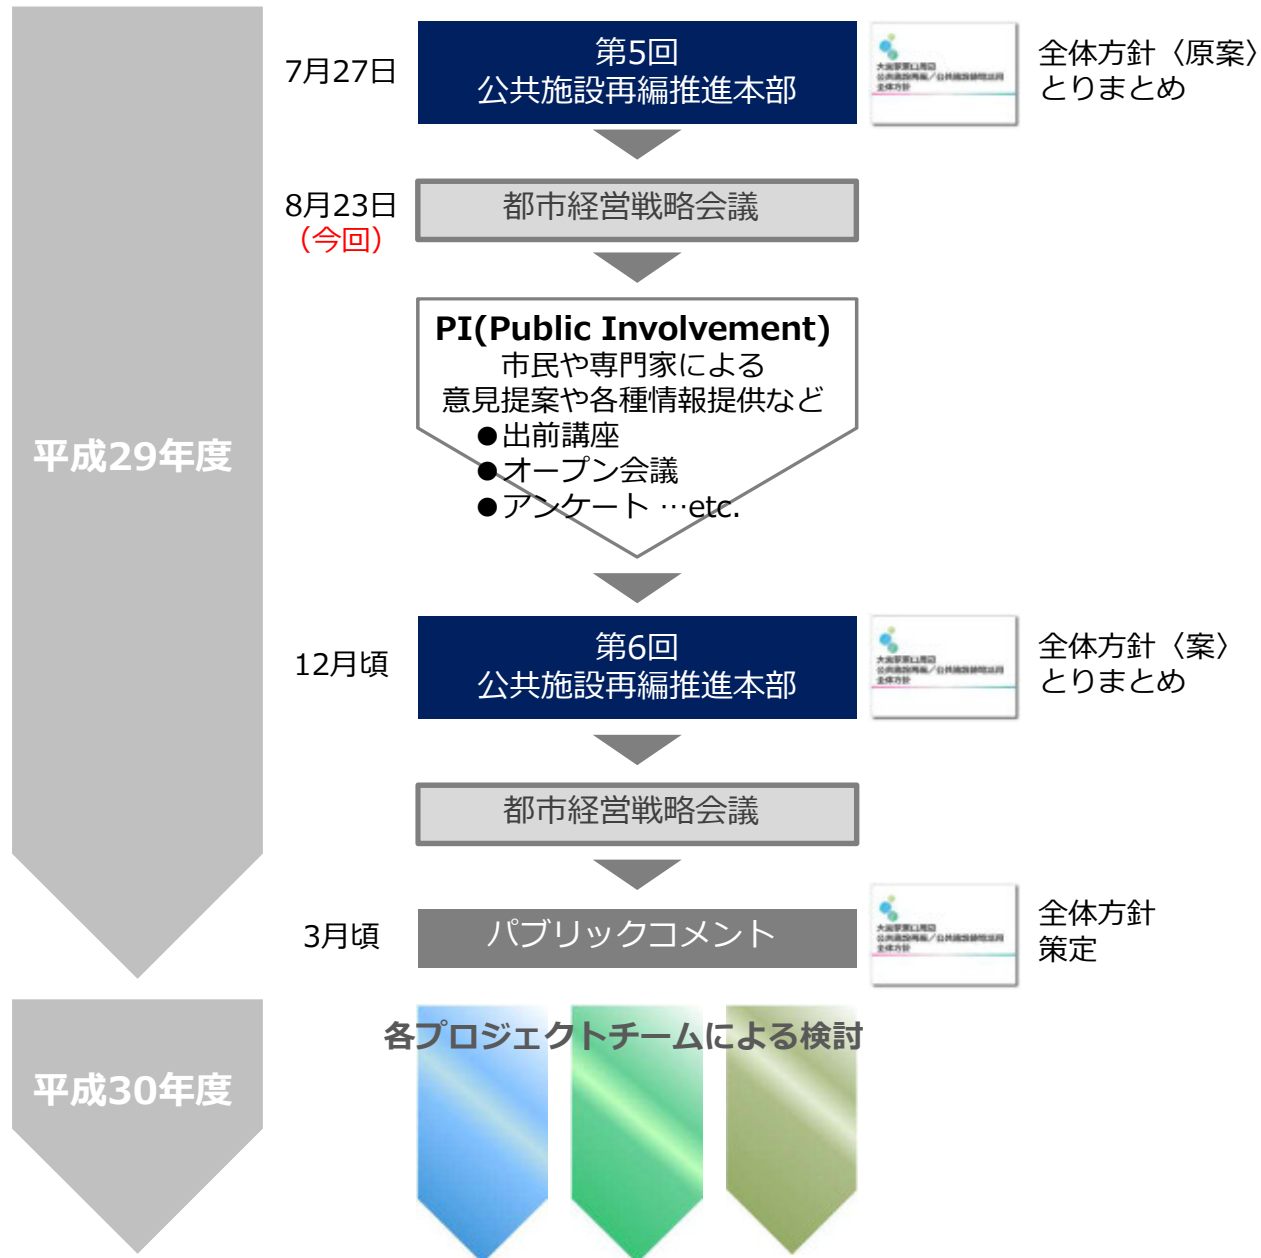 7月27日
第5回
公共施設再編推進本部
全体方針〈原案〉
とりまとめ
8月23日
（今回）
都市経営戦略会議
PI(Public Involvement)
市民や専門家による
意見提案や各種情報提供など
●出前講座
●オープン会議
●アンケート …etc.
平成29年度
12月頃
第6回
公共施設再編推進本部
全体方針〈案〉
とりまとめ
都市経営戦略会議
3月頃
パブリックコメント
全体方針
策定
各プロジェクトチームによる検討
平成30年度